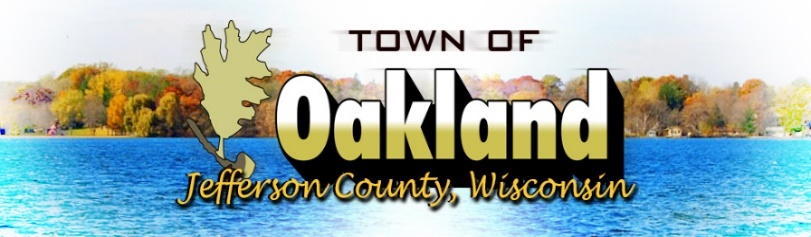 TOWN OF
Oakland
Jefferson County, Wisconsin